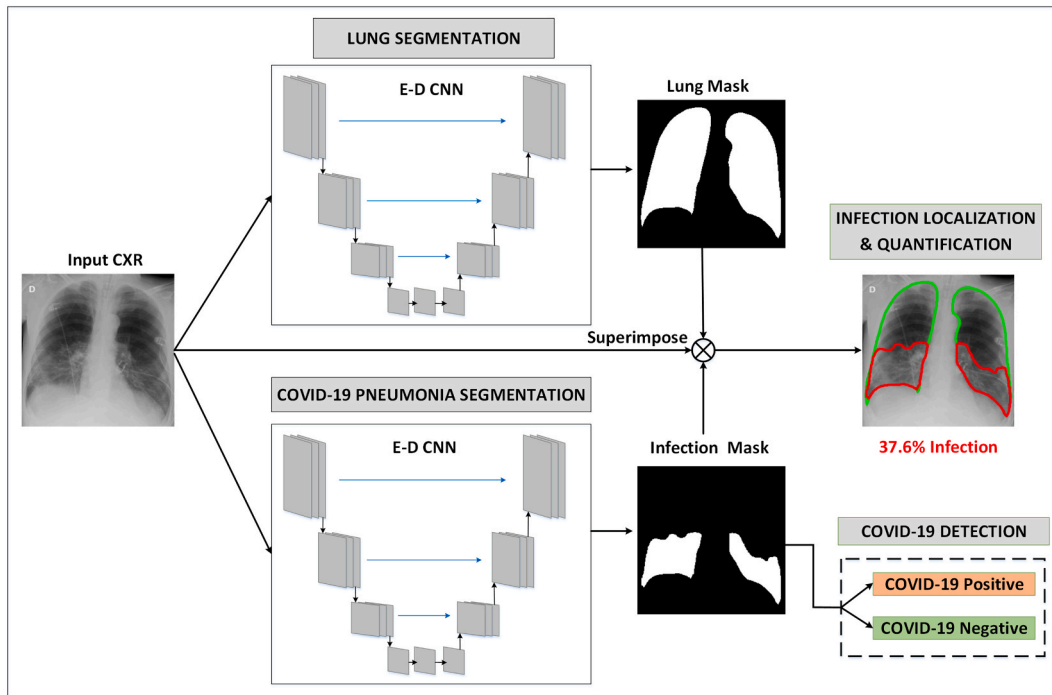 LUNG SEGMENTATION
E-D CNN
Lung Mask
INFECTION LOCALIZATION
& QUANTIFICATION
Input CXR
D
D
Superimpose
COVID-19 PNEUMONIA SEGMENTATION
37.6% Infection
E-D CNN
Infection Mask
COVID-19 DETECTION
COVID-19 Positive
COVID-19 Negative